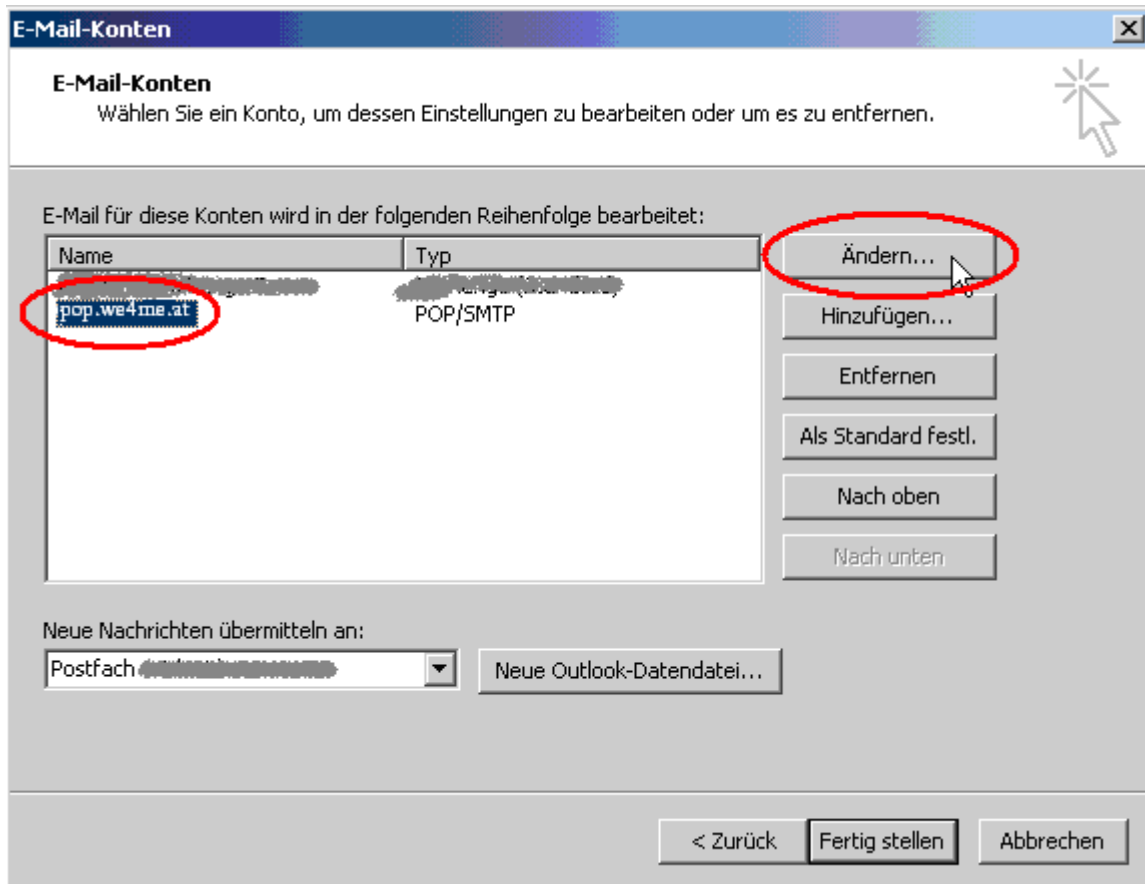 E-Mail-Konten
E-Mail-Konten
Wählen Sie ein Konto, um dessen Einstellungen zu bearbeiten oder um es zu entfernen.
E-Mail für diese Konten wird in der folgenden Reihenfolge bearbeitet:
Name Typ
pop.we4me.at POP/SMTP
Ändern...
Hinzufügen...
Entfernen
Als Standard festl.
Nach oben
Nach unten
Neue Nachrichten übermitteln an:
Postfach
Neue Outlook-Datendatei...
< Zurück Fertig stellen Abbrechen